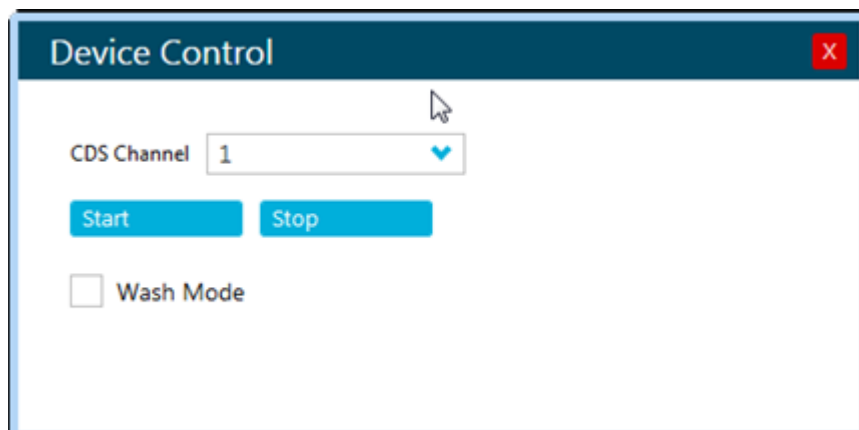 Device Control
X
CDS Channel 1
Start Stop
Wash Mode